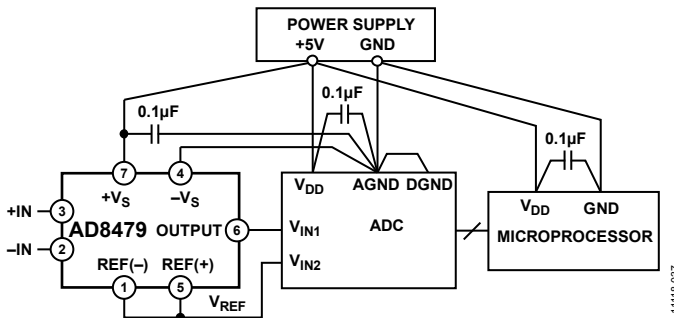 POWER SUPPLY
+5V GND
0.1µF
0.1µF
0.1µF
7 4
+VS –VS
VDD AGND DGND
VDD GND
+IN 3
AD8479 OUTPUT 6
VIN1 ADC
MICROPROCESSOR
–IN 2
VIN2
REF(–) REF(+)
1 5
VREF